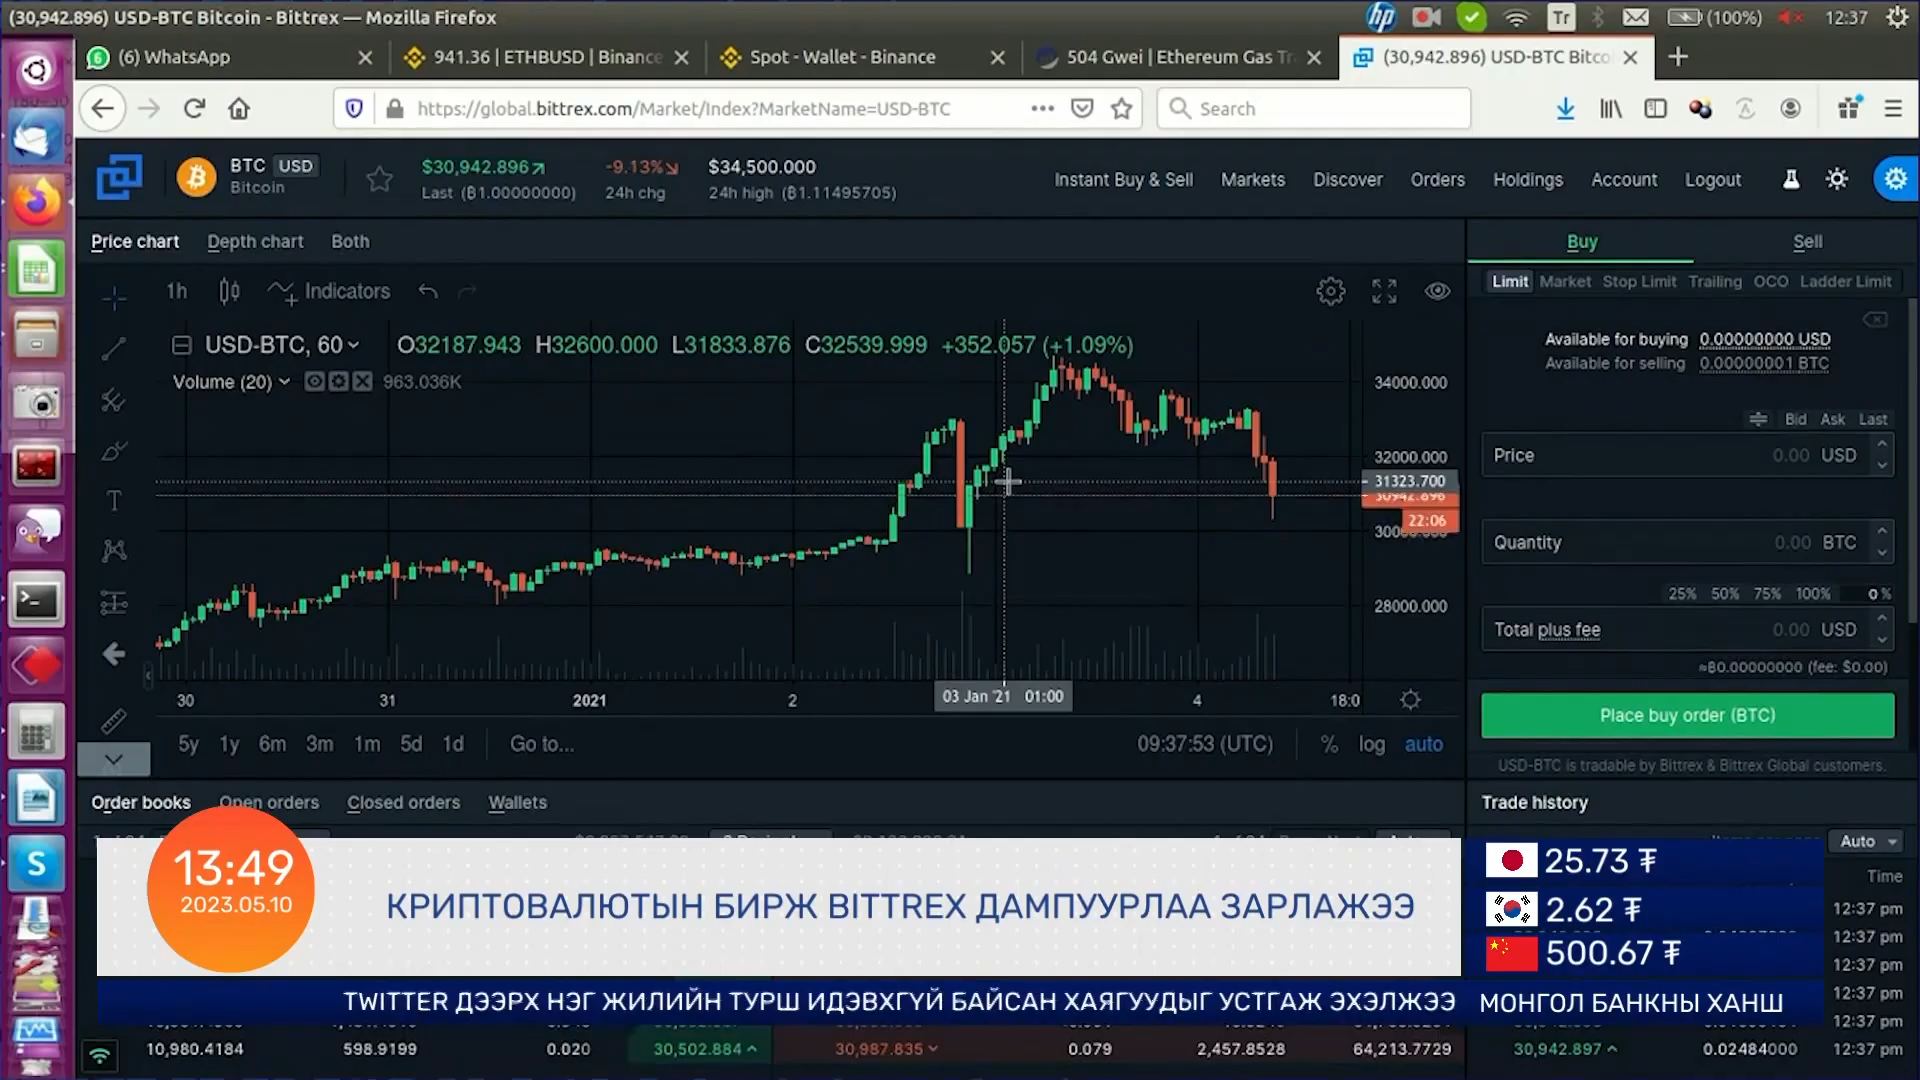 (30,942.896) USD-BTC Bitcoin - Bittrex — Mozilla Firefox
Tr
(100%)
12:37
(6) WhatsApp
941.36 | ETHBUSD | Binance
Spot - Wallet - Binance
504 Gwei | Ethereum Gas Tr
(30,942.896) USD-BTC Bitco
https://global.bittrex.com/Market/Index?MarketName=USD-BTC
Search
BTC USD
Bitcoin
$30,942.896
Last (฿1.00000000)
-9.13%
24h chg
$34,500.000
24h high (฿1.11495705)
Instant Buy & Sell
Markets
Discover
Orders
Holdings
Account
Logout
Price chart
Depth chart
Both
Buy
Sell
1h
Indicators
Limit Market Stop Limit Trailing OCO Ladder Limit
USD-BTC, 60 O32187.943 H32600.000 L31833.876 C32539.999 +352.057 (+1.09%)
Volume (20) 963.036K
Available for buying 0.00000000 USD
Available for selling 0.00000001 BTC
34000.000
32000.000
31323.700
30942.896
22:06
28000.000
Bid Ask Last
Price 0.00 USD
Quantity 0.00 BTC
25% 50% 75% 100% 0 %
Total plus fee 0.00 USD
≈฿0.00000000 (fee: $0.00)
30
31
2021
2
03 Jan '21 01:00
4
18:0
Place buy order (BTC)
5y 1y 6m 3m 1m 5d 1d
Go to...
09:37:53 (UTC)
% log auto
USD-BTC is tradable by Bittrex & Bittrex Global customers.
Order books
Open orders
Closed orders
Wallets
Trade history
Auto
Time
13:49
2023.05.10
КРИПТОВАЛЮТЫН БИРЖ BITTREX ДАМПУУРЛАА ЗАРЛАЖЭЭ
25.73 ₮
2.62 ₮
500.67 ₮
12:37 pm
12:37 pm
12:37 pm
12:37 pm
12:37 pm
TWITTER ДЭЭРХ НЭГ ЖИЛИЙН ТУРШ ИДЭВХГҮЙ БАЙСАН ХАЯГУУДЫГ УСТГАЖ ЭХЭЛЖЭЭ
МОНГОЛ БАНКНЫ ХАНШ
10,980.4184 598.9199 0.020 30,502.884 30,987.835 0.079 2,457.8528 64,213.7729
30,942.897 0.02484000 12:37 pm